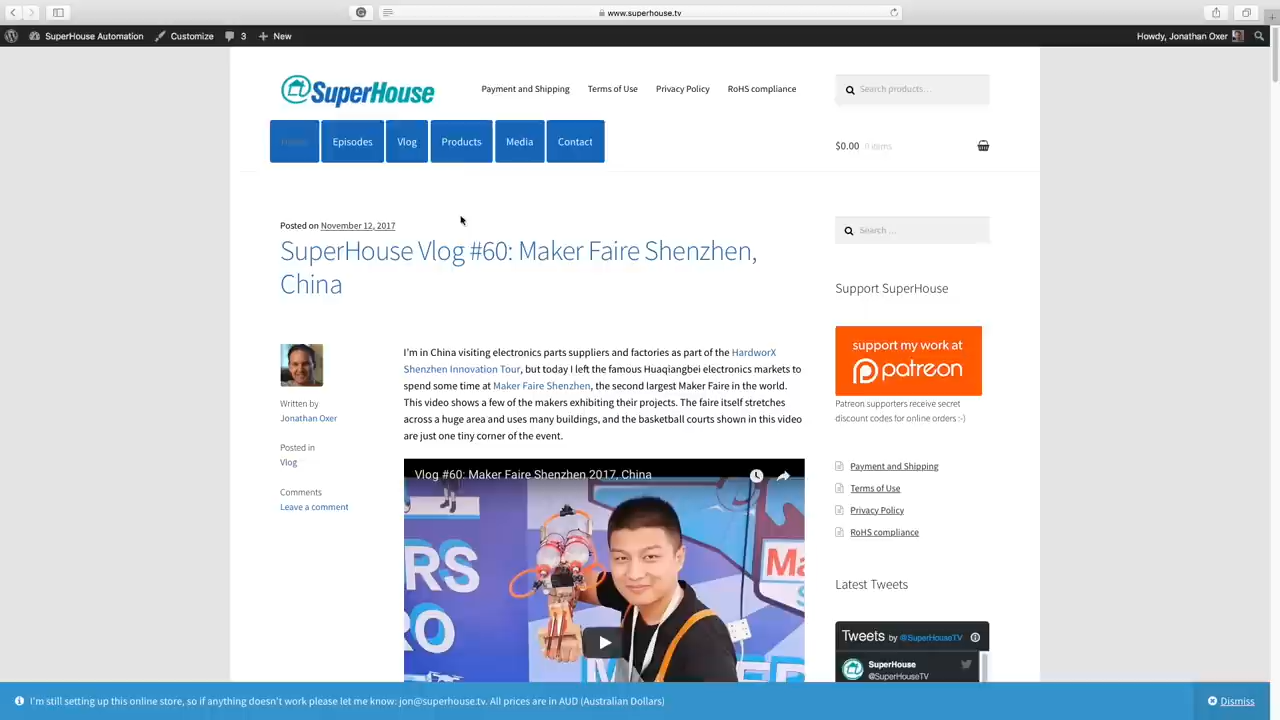 www.superhouse.tv
SuperHouse Automation Customize 3 New Howdy, Jonathan Oxer
@SuperHouse Payment and Shipping Terms of Use Privacy Policy RoHS compliance Search products...
Home Episodes Vlog Products Media Contact
$0.00 0 items
Posted on November 12, 2017
SuperHouse Vlog #60: Maker Faire Shenzhen,
China
Search ...
Support SuperHouse
support my work at
patreon
Patreon supporters receive secret
discount codes for online orders :-)
Written by
Jonathan Oxer
Posted in
Vlog
Comments
Leave a comment
I'm in China visiting electronics parts suppliers and factories as part of the HardworX
Shenzhen Innovation Tour, but today I left the famous Huaqiangbei electronics markets to
spend some time at Maker Faire Shenzhen, the second largest Maker Faire in the world.
This video shows a few of the makers exhibiting their projects. The faire itself stretches
across a huge area and uses many buildings, and the basketball courts shown in this video
are just one tiny corner of the event.
Vlog #60: Maker Faire Shenzhen 2017, China
ERS
RO
Ma
Payment and Shipping
Terms of Use
Privacy Policy
RoHS compliance
Latest Tweets
Tweets by @SuperHouseTV
SuperHouse
@SuperHouseTV
I'm still setting up this online store, so if anything doesn't work please let me know: jon@superhouse.tv. All prices are in AUD (Australian Dollars) Dismiss